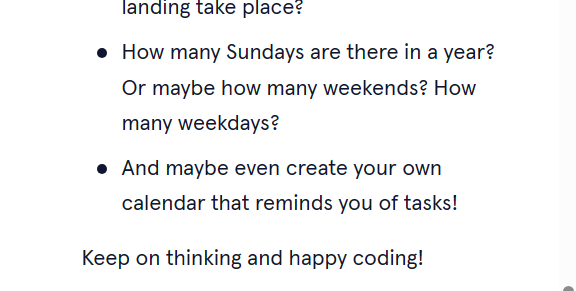 landing take place?
How many Sundays are there in a year?
Or maybe how many weekends? How
many weekdays?
And maybe even create your own
calendar that reminds you of tasks!
Keep on thinking and happy coding!